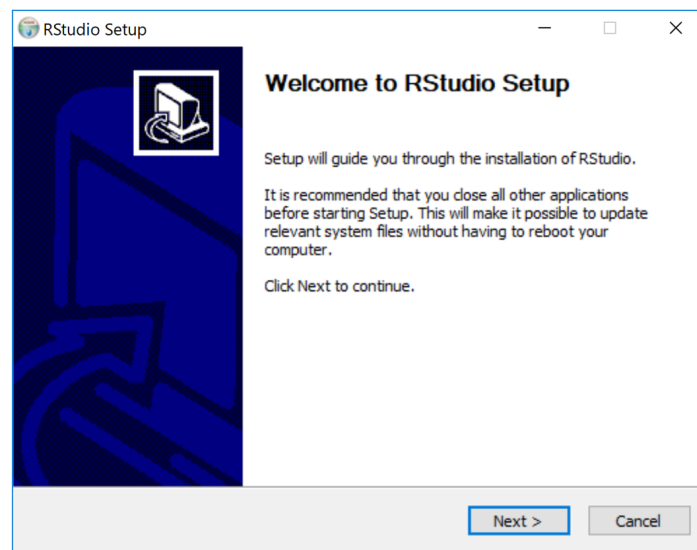 RStudio Setup
Welcome to RStudio Setup
Setup will guide you through the installation of RStudio.
It is recommended that you close all other applications
before starting Setup. This will make it possible to update
relevant system files without having to reboot your
computer.
Click Next to continue.
Next >
Cancel